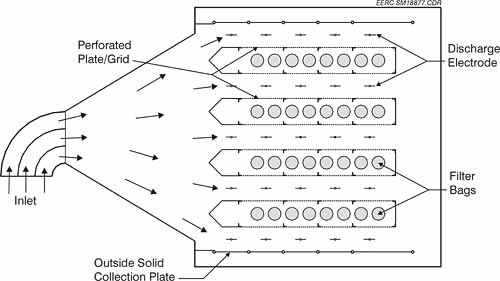 EERC SM18877.CDR
Perforated
Plate/Grid
Discharge
Electrode
Inlet
Filter
Bags
Outside Solid
Collection Plate